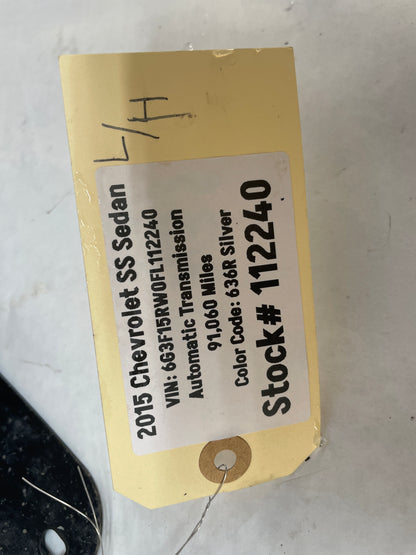 L/H
2015 Chevrolet SS Sedan
VIN: 6G3F15RW0FL112240
Automatic Transmission
91,060 Miles
Color Code: 636R Silver
Stock# 112240